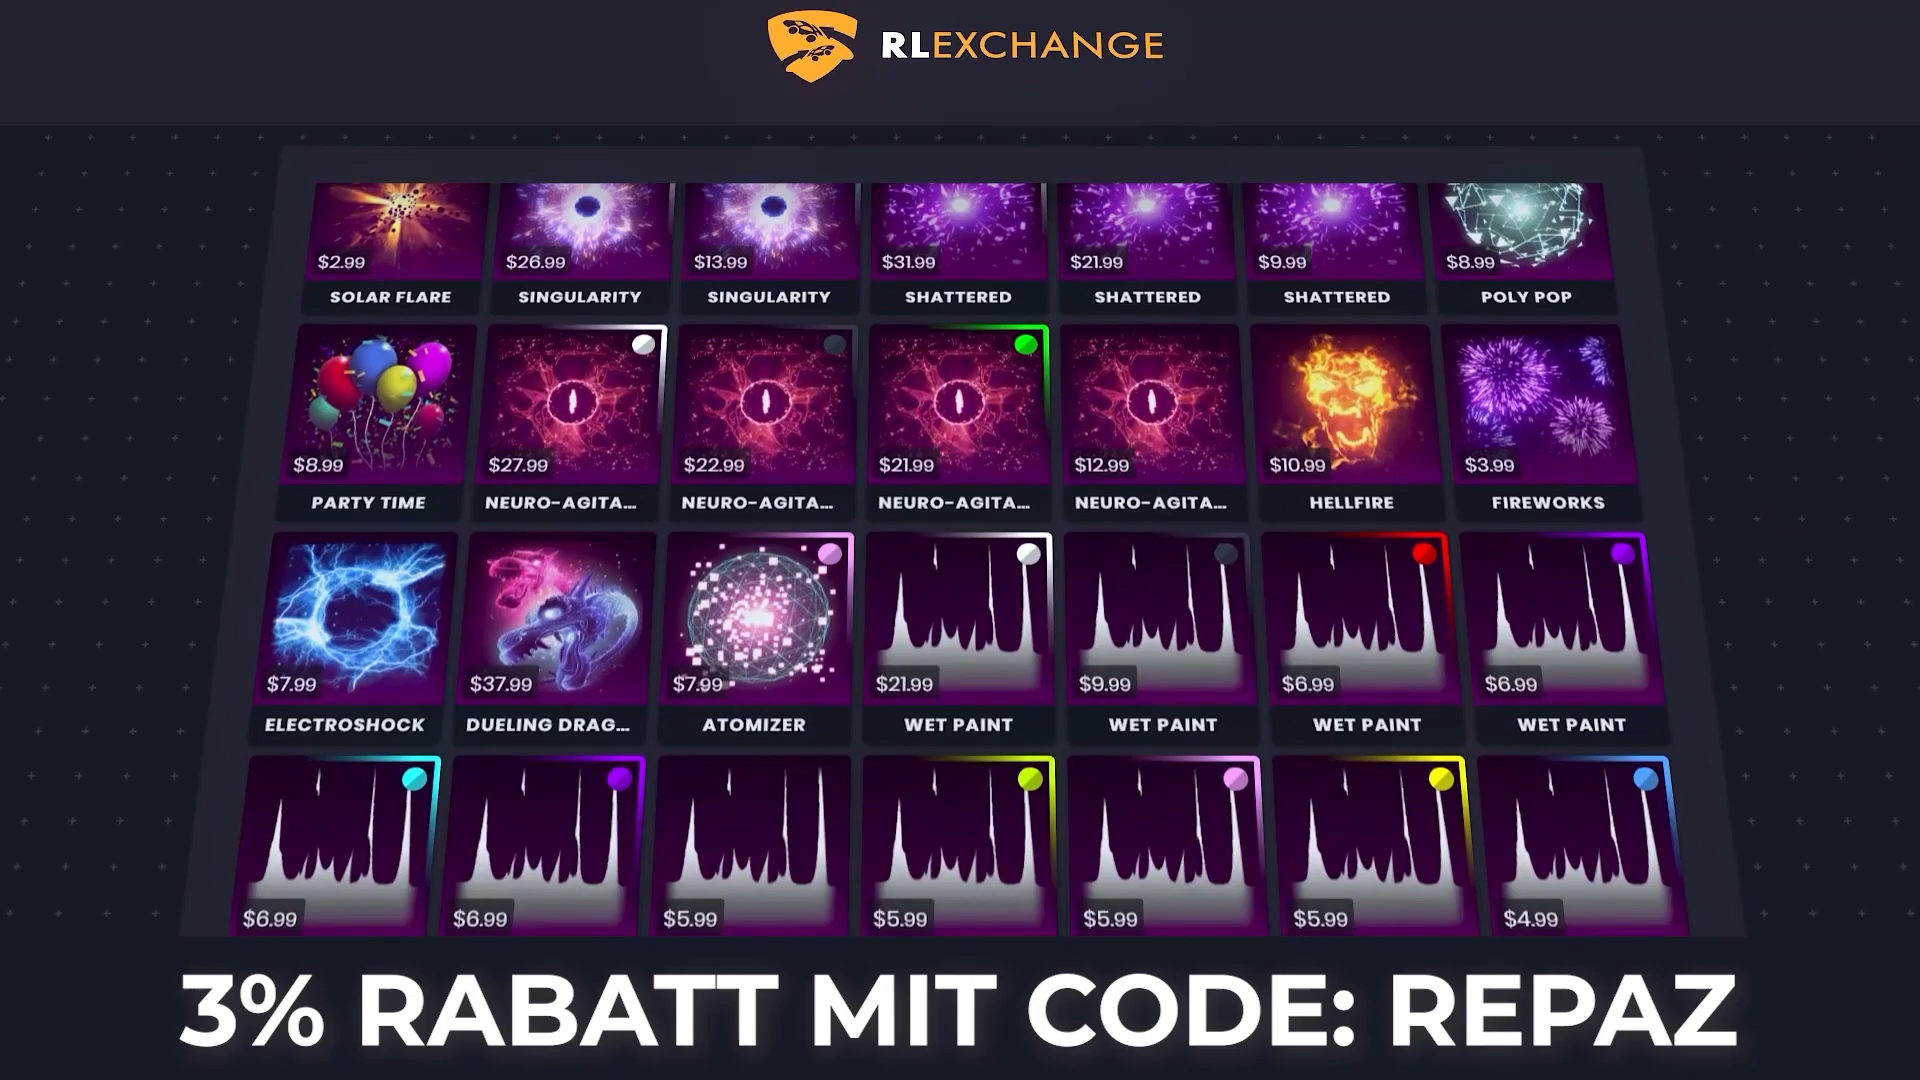 RLEXCHANGE
$2.99 $26.99 $13.99 $31.99 $21.99 $9.99 $8.99
SOLAR FLARE SINGULARITY SINGULARITY SHATTERED SHATTERED SHATTERED POLY POP
$8.99 $27.99 $22.99 $21.99 $12.99 $10.99 $3.99
PARTY TIME NEURO-AGITA... NEURO-AGITA... NEURO-AGITA... NEURO-AGITA... HELLFIRE FIREWORKS
$7.99 $37.99 $7.99 $21.99 $9.99 $6.99 $6.99
ELECTROSHOCK DUELING DRAG... ATOMIZER WET PAINT WET PAINT WET PAINT WET PAINT
$6.99 $6.99 $5.99 $5.99 $5.99 $5.99 $4.99
3% RABATT MIT CODE: REPAZ